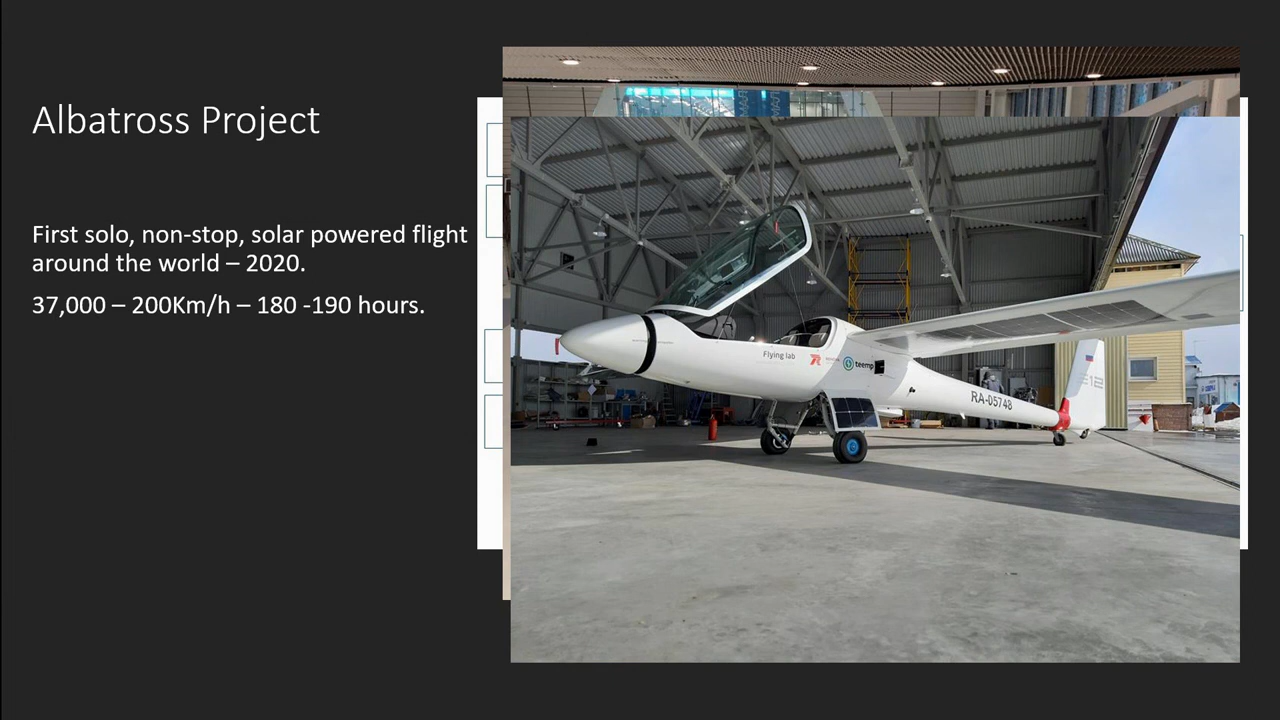 Albatross Project
First solo, non-stop, solar powered flight
around the world – 2020.
37,000 – 200Km/h – 180 -190 hours.
Flying lab
teemp
RA-05748